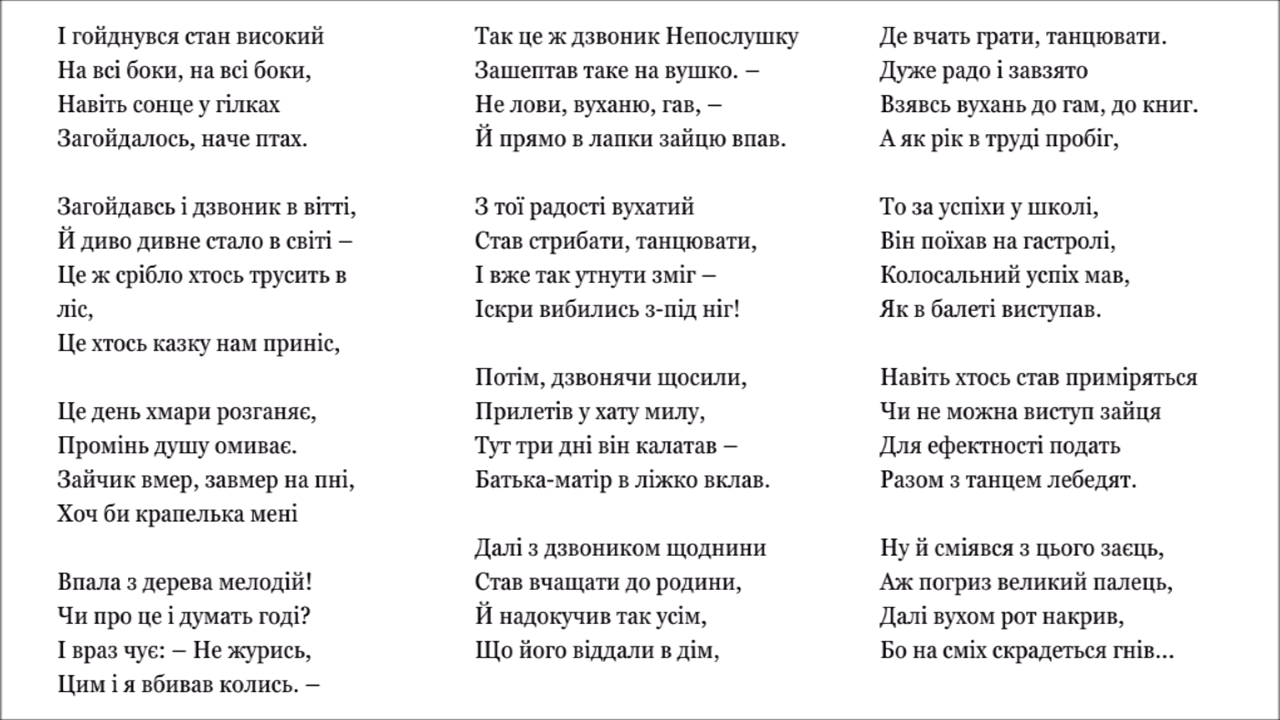 І гойднувся стан високий
На всі боки, на всі боки,
Навіть сонце у гілках
Загойдалось, наче птах.

Загойдавсь і дзвоник в вітті,
Й диво дивне стало в світі –
Це ж срібло хтось трусить в
ліс,
Це хтось казку нам приніс,

Це день хмари розганяє,
Промінь душу омиває.
Зайчик вмер, завмер на пні,
Хоч би крапелька мені

Впала з дерева мелодій!
Чи про це і думать годі?
І враз чує: – Не журись,
Цим і я вбивав колись. –

Так це ж дзвоник Непослушку
Зашептав таке на вушко. –
Не лови, вуханю, гав, –
Й прямо в лапки зайцю впав.

З тої радості вухатий
Став стрибати, танцювати,
І вже так утнути зміг –
Іскри вибились з-під ніг!

Потім, дзвонячи щосили,
Прилетів у хату милу,
Тут три дні він калатав –
Батька-матір в ліжко вклав.

Далі з дзвоником щоднини
Став вчащати до родини,
Й надокучив так усім,
Що його віддали в дім,

Де вчать грати, танцювати.
Дуже радо і завзято
Взявсь вухань до гам, до книг.
А як рік в труді пробіг,

То за успіхи у школі,
Він поїхав на гастролі,
Колосальний успіх мав,
Як в балеті виступав.

Навіть хтось став приміряться
Чи не можна виступ зайця
Для ефектності подать
Разом з танцем лебедят.

Ну й сміявся з цього заєць,
Аж погриз великий палець,
Далі вухом рот накрив,
Бо на сміх скрадеться гнів...